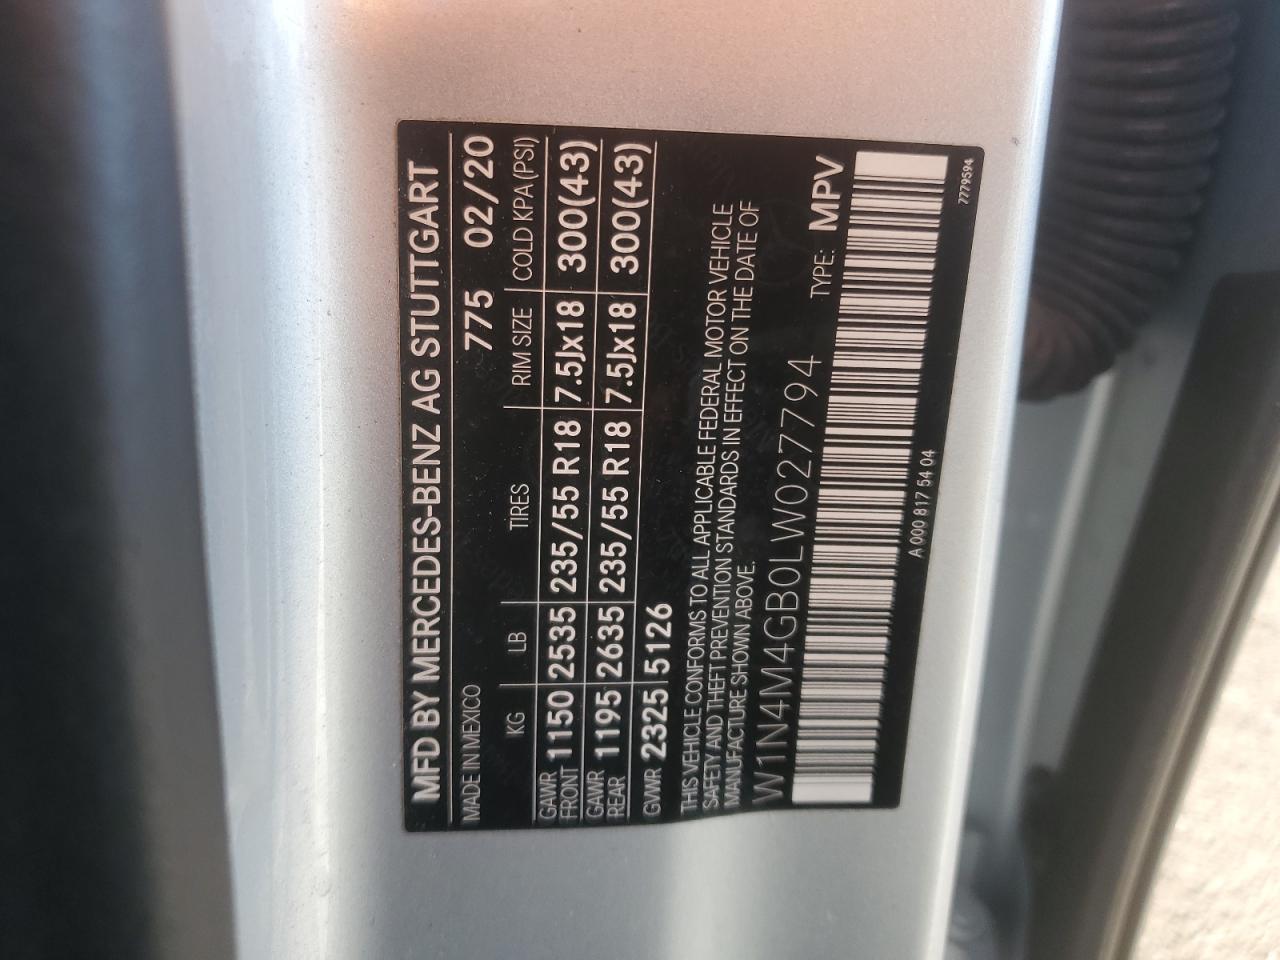 MFD BY MERCEDES-BENZ AG STUTTGART
MADE IN MEXICO 775 02/20
KG LB TIRES RIM SIZE COLD KPA(PSI)
GAWR FRONT 1150 2535 235/55 R18 7.5Jx18 300(43)
GAWR REAR 1195 2635 235/55 R18 7.5Jx18 300(43)
GVWR 2325 5126
THIS VEHICLE CONFORMS TO ALL APPLICABLE FEDERAL MOTOR VEHICLE
SAFETY AND THEFT PREVENTION STANDARDS IN EFFECT ON THE DATE OF
MANUFACTURE SHOWN ABOVE.
W1N4M4GB0LW027794 TYPE: MPV
A 000 817 54 04
7779594